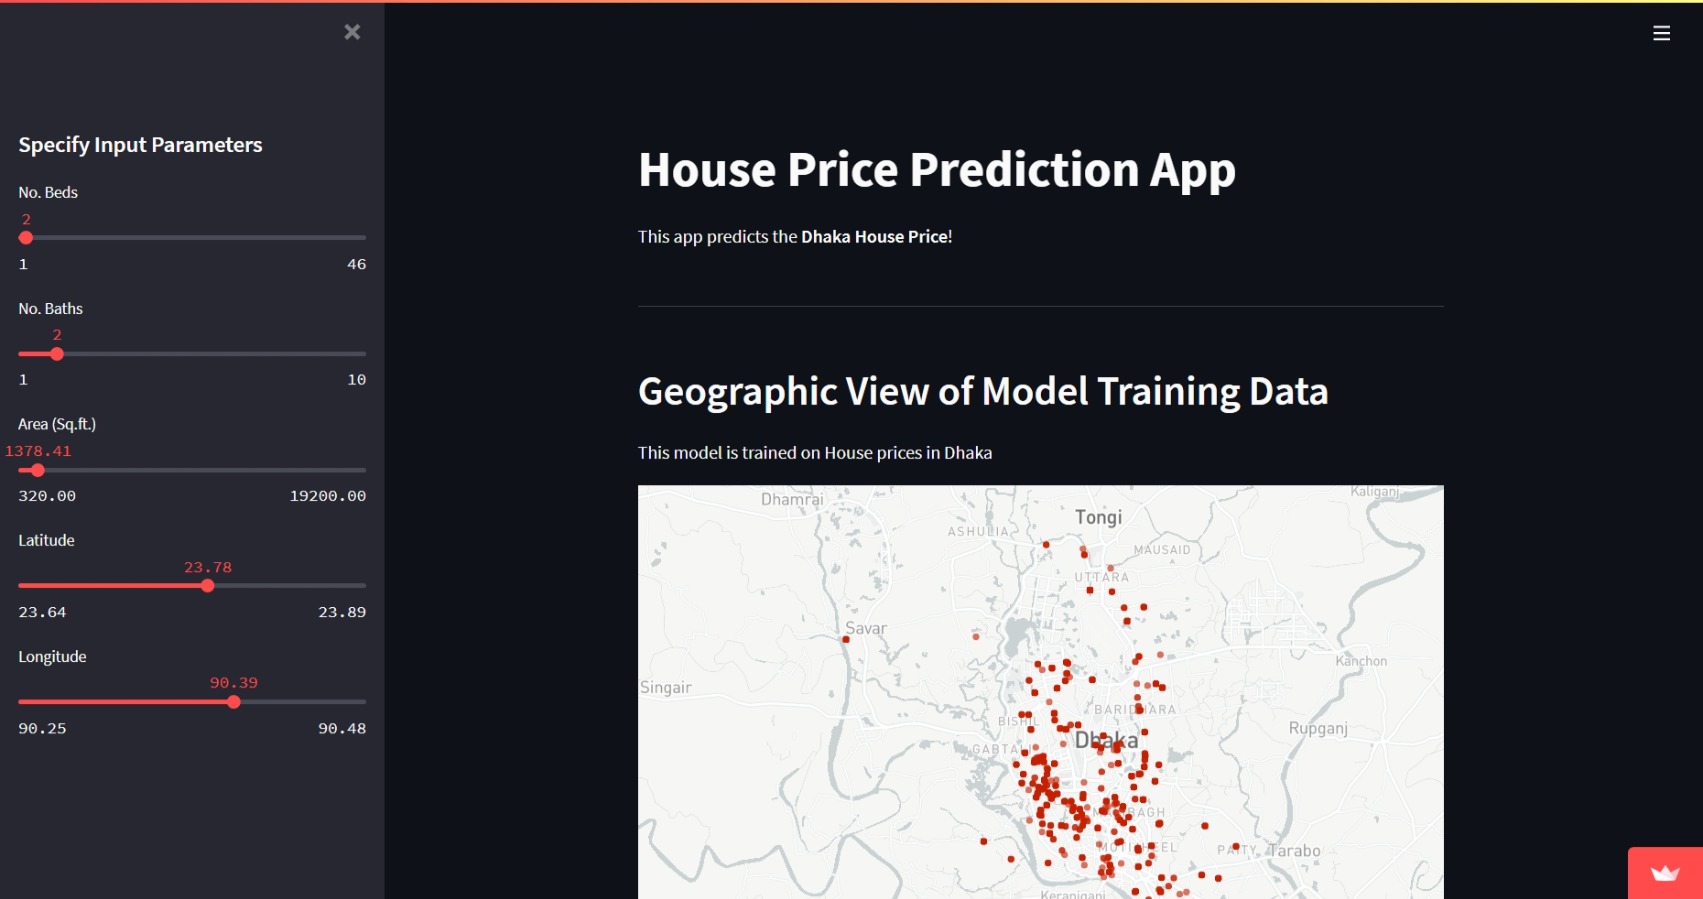 Specify Input Parameters
No. Beds
2
1 46
No. Baths
2
1 10
Area (Sq.ft.)
1378.41
320.00 19200.00
Latitude
23.78
23.64 23.89
Longitude
90.39
90.25 90.48
House Price Prediction App
This app predicts the Dhaka House Price!
Geographic View of Model Training Data
This model is trained on House prices in Dhaka
Dhamrai
Kaliganj
Tongi
ASHULIA
MAUSAID
UTTARA
Savar
Kanchon
Singair
BARIDHARA
BISHIL
Rupganj
Dhaka
GABTALI
MOTIJHEEL
Tarabo
Keraniganj